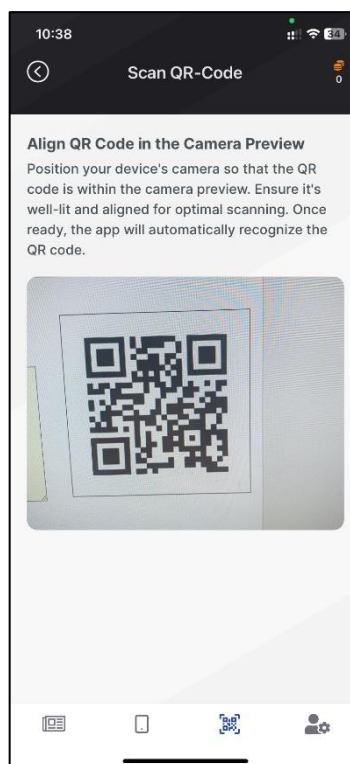 10:38
34
Scan QR-Code
0
Align QR Code in the Camera Preview
Position your device's camera so that the QR
code is within the camera preview. Ensure it's
well-lit and aligned for optimal scanning. Once
ready, the app will automatically recognize the
QR code.